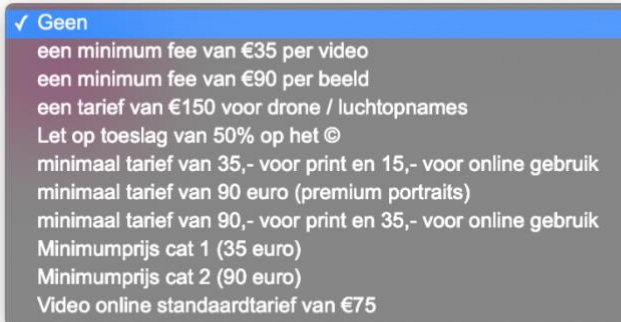 ✓ Geen
een minimum fee van €35 per video
een minimum fee van €90 per beeld
een tarief van €150 voor drone / luchtopnames
Let op toeslag van 50% op het ©
minimaal tarief van 35,- voor print en 15,- voor online gebruik
minimaal tarief van 90 euro (premium portraits)
minimaal tarief van 90,- voor print en 35,- voor online gebruik
Minimumprijs cat 1 (35 euro)
Minimumprijs cat 2 (90 euro)
Video online standaardtarief van €75